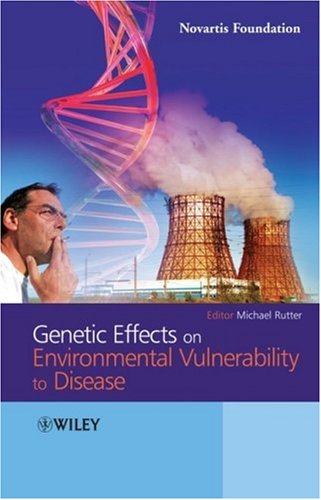 Novartis Foundation
Editor Michael Rutter
Genetic Effects on
Environmental Vulnerability
to Disease
WILEY